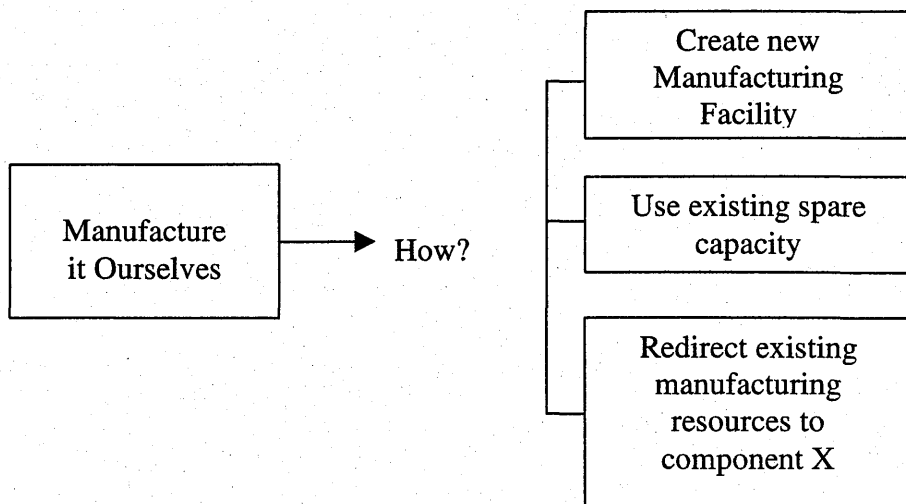 Manufacture
it Ourselves
How?
Create new
Manufacturing
Facility
Use existing spare
capacity
Redirect existing
manufacturing
resources to
component X